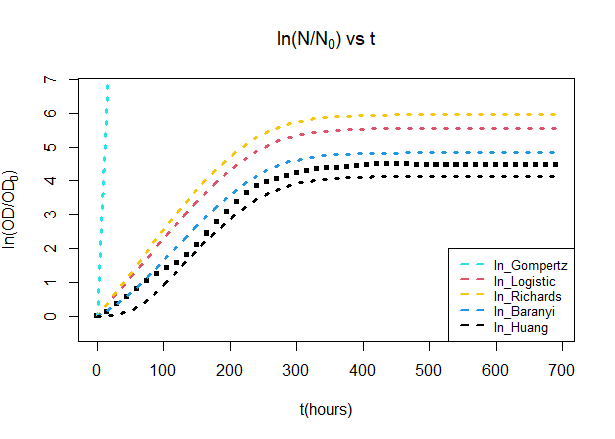 ln(N/N₀) vs t
ln(OD/OD₀)
7
6
5
4
3
2
1
0
ln_Gompertz
ln_Logistic
ln_Richards
ln_Baranyi
ln_Huang
0 100 200 300 400 500 600 700
t(hours)